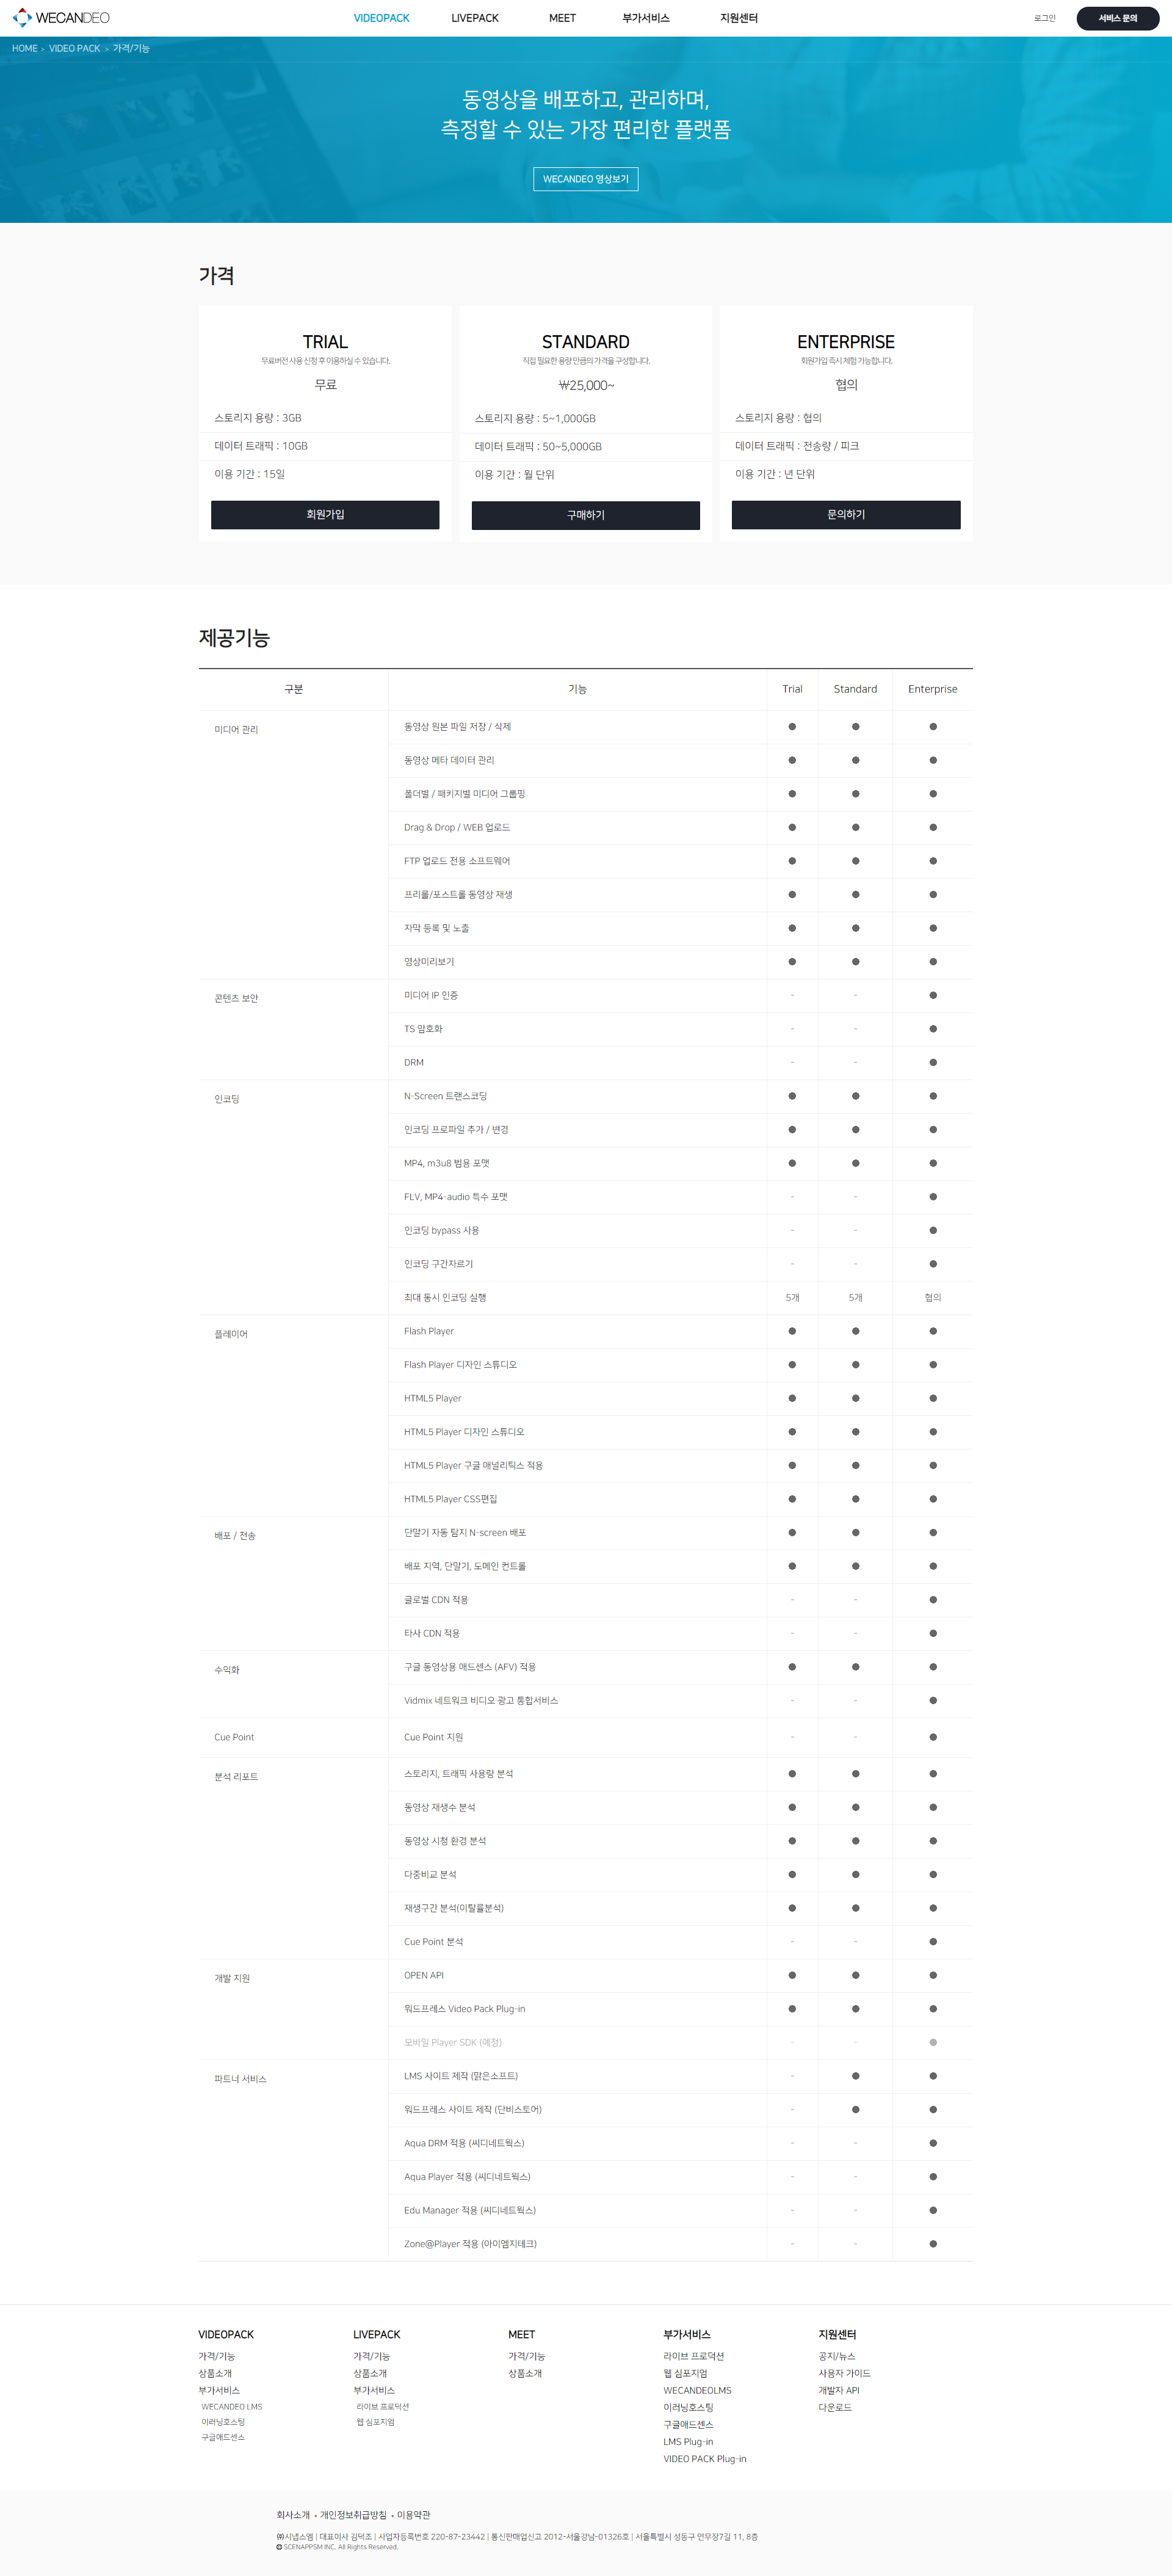 WECANDEO
VIDEOPACK LIVEPACK MEET 부가서비스 지원센터 로그인 서비스 문의
HOME > VIDEO PACK > 가격/기능
동영상을 배포하고, 관리하며,
측정할 수 있는 가장 편리한 플랫폼
WECANDEO 영상보기
가격
TRIAL
무료버전 사용 신청 후 이용하실 수 있습니다.
무료
스토리지 용량 : 3GB
데이터 트래픽 : 10GB
이용 기간 : 15일
회원가입
STANDARD
직접 필요한 용량 만큼의 가격을 구성합니다.
₩25,000~
스토리지 용량 : 5~1,000GB
데이터 트래픽 : 50~5,000GB
이용 기간 : 월 단위
구매하기
ENTERPRISE
회원가입 즉시 체험 가능합니다.
협의
스토리지 용량 : 협의
데이터 트래픽 : 전송량 / 피크
이용 기간 : 년 단위
문의하기
제공기능
구분 기능 Trial Standard Enterprise
미디어 관리 동영상 원본 파일 저장 / 삭제 ● ● ●
동영상 메타 데이터 관리 ● ● ●
폴더별 / 패키지별 미디어 그룹핑 ● ● ●
Drag & Drop / WEB 업로드 ● ● ●
FTP 업로드 전용 소프트웨어 ● ● ●
프리롤/포스트롤 동영상 재생 ● ● ●
자막 등록 및 노출 ● ● ●
영상미리보기 ● ● ●
콘텐츠 보안 미디어 IP 인증 - - ●
TS 암호화 - - ●
DRM - - ●
인코딩 N-Screen 트랜스코딩 ● ● ●
인코딩 프로파일 추가 / 변경 ● ● ●
MP4, m3u8 범용 포맷 ● ● ●
FLV, MP4-audio 특수 포맷 - - ●
인코딩 bypass 사용 - - ●
인코딩 구간자르기 - - ●
최대 동시 인코딩 실행 5개 5개 협의
플레이어 Flash Player ● ● ●
Flash Player 디자인 스튜디오 ● ● ●
HTML5 Player ● ● ●
HTML5 Player 디자인 스튜디오 ● ● ●
HTML5 Player 구글 애널리틱스 적용 ● ● ●
HTML5 Player CSS편집 ● ● ●
배포 / 전송 단말기 자동 탐지 N-screen 배포 ● ● ●
배포 지역, 단말기, 도메인 컨트롤 ● ● ●
글로벌 CDN 적용 - - ●
타사 CDN 적용 - - ●
수익화 구글 동영상용 애드센스 (AFV) 적용 ● ● ●
Vidmix 네트워크 비디오 광고 통합서비스 - - ●
Cue Point Cue Point 지원 - - ●
분석 리포트 스토리지, 트래픽 사용량 분석 ● ● ●
동영상 재생수 분석 ● ● ●
동영상 시청 환경 분석 ● ● ●
다중비교 분석 ● ● ●
재생구간 분석(이탈률분석) ● ● ●
Cue Point 분석 - - ●
개발 지원 OPEN API ● ● ●
워드프레스 Video Pack Plug-in ● ● ●
모바일 Player SDK (예정) - - ●
파트너 서비스 LMS 사이트 제작 (맑은소프트) - ● ●
워드프레스 사이트 제작 (단비스토어) - ● ●
Aqua DRM 적용 (씨디네트웍스) - - ●
Aqua Player 적용 (씨디네트웍스) - - ●
Edu Manager 적용 (씨디네트웍스) - - ●
Zone@Player 적용 (아이엠지테크) - - ●
VIDEOPACK
가격/기능
상품소개
부가서비스
WECANDEO LMS
이러닝호스팅
구글애드센스
LIVEPACK
가격/기능
상품소개
부가서비스
라이브 프로덕션
웹 심포지엄
MEET
가격/기능
상품소개
부가서비스
라이브 프로덕션
웹 심포지엄
WECANDEOLMS
이러닝호스팅
구글애드센스
LMS Plug-in
VIDEO PACK Plug-in
지원센터
공지/뉴스
사용자 가이드
개발자 API
다운로드
회사소개 • 개인정보취급방침 • 이용약관
㈜시냅스엠 | 대표이사 김덕조 | 사업자등록번호 220-87-23442 | 통신판매업신고 2012-서울강남-01326호 | 서울특별시 성동구 연무장7길 11, 8층
© SCENAPPSM INC. All Rights Reserved.